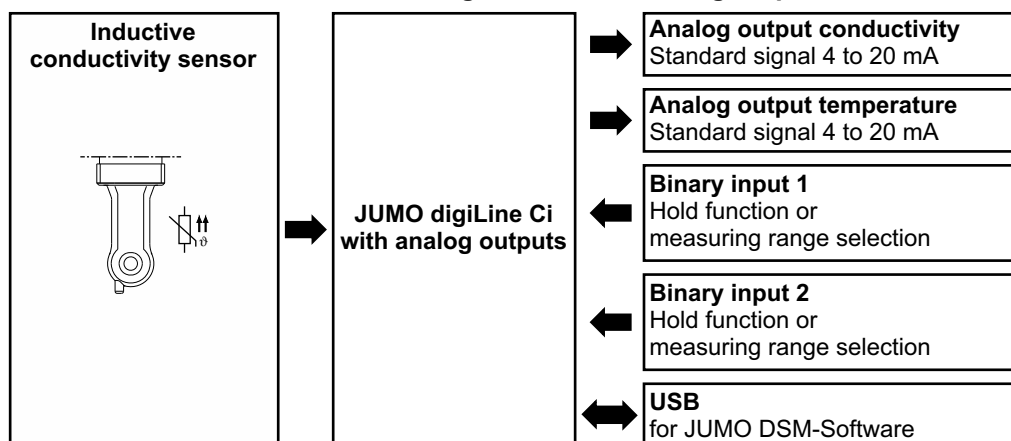 Inductive
conductivity sensor
ϑ
JUMO digiLine Ci
with analog outputs
Analog output conductivity
Standard signal 4 to 20 mA
Analog output temperature
Standard signal 4 to 20 mA
Binary input 1
Hold function or
measuring range selection
Binary input 2
Hold function or
measuring range selection
USB
for JUMO DSM-Software